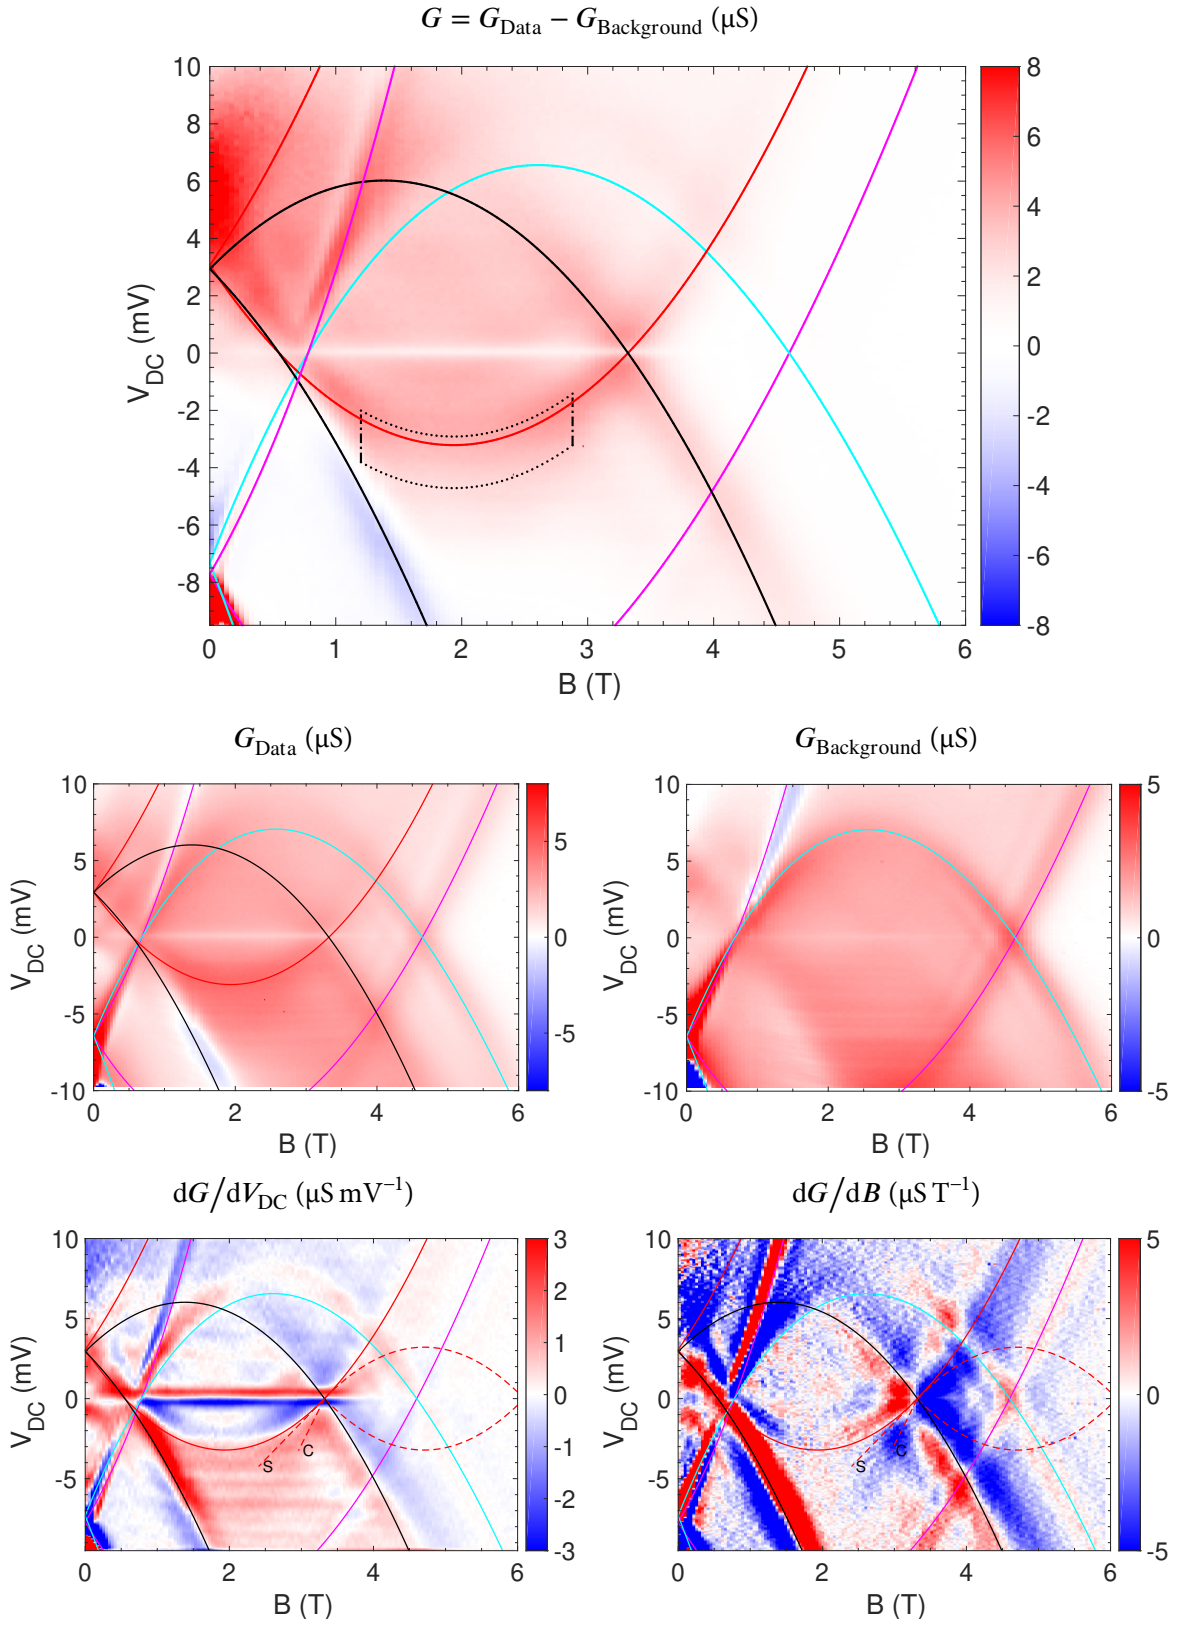 G = G_Data − G_Background (μS)
10
8
6
4
2
0
-2
-4
-6
-8
V_DC (mV)
0 1 2 3 4 5 6
B (T)
8
6
4
2
0
-2
-4
-6
-8
G_Data (μS)
10
5
0
-5
-10
V_DC (mV)
0 2 4 6
B (T)
5
0
-5
G_Background (μS)
10
5
0
-5
-10
V_DC (mV)
0 2 4 6
B (T)
5
0
-5
dG/dV_DC (μS mV⁻¹)
10
5
0
-5
V_DC (mV)
S
C
0 2 4 6
B (T)
3
2
1
0
-1
-2
-3
dG/dB (μS T⁻¹)
10
5
0
-5
V_DC (mV)
S
C
0 2 4 6
B (T)
5
0
-5